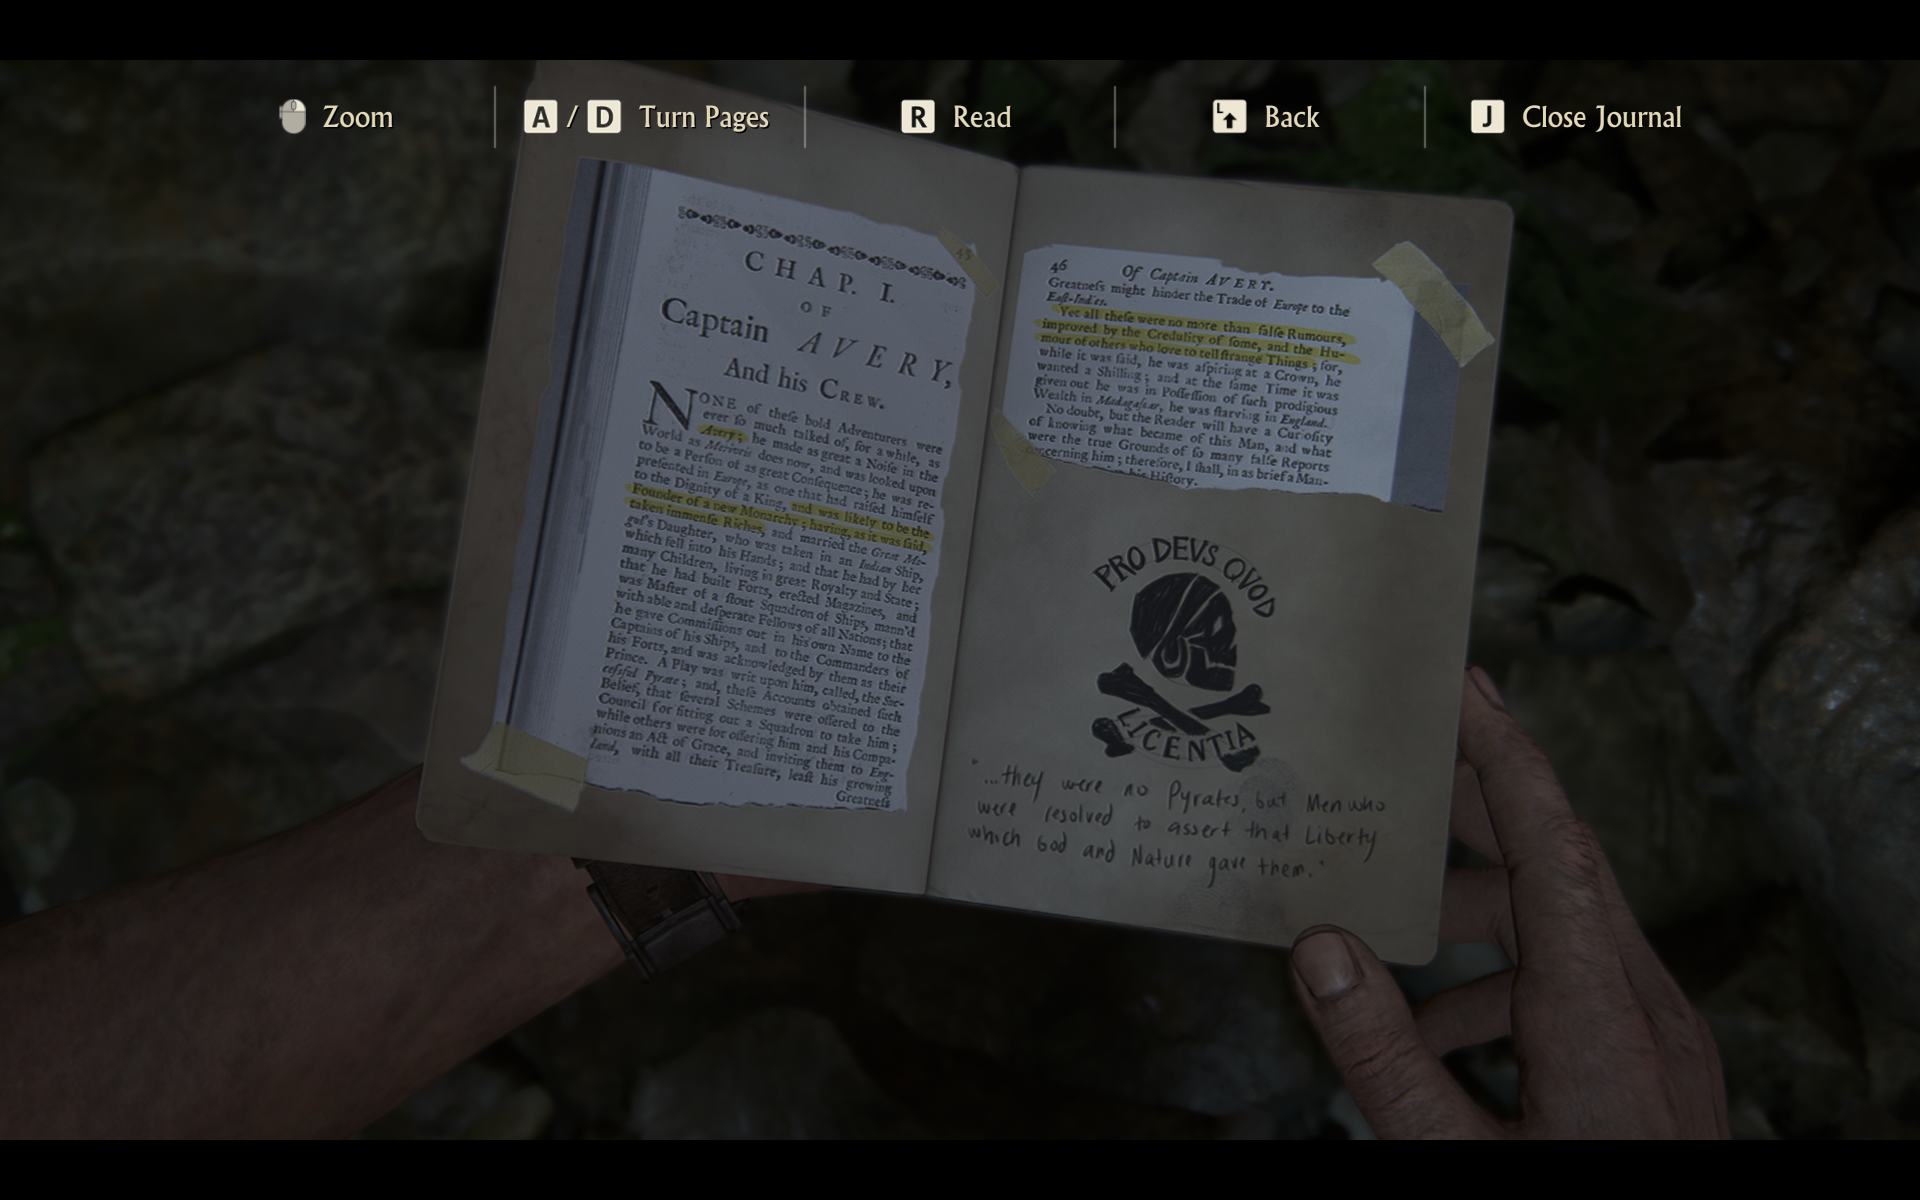 Zoom
A / D Turn Pages
R Read
L Back
J Close Journal
45
CHAP. I.
OF
Captain AVERY,
And his CREW.
NONE of theſe bold Adventurers were
ever ſo much talked of, for a while, as
Avery; he made as great a Noiſe in the
World as Meriveis does now, and was looked upon
to be a Perſon of as great Conſequence; he was re-
preſented in Europe, as one that had raiſed himſelf
to the Dignity of a King, and was likely to be the
Founder of a new Monarchy; having, as it was ſaid,
taken immenſe Riches, and married the Great Mo-
gul's Daughter, who was taken in an Indian Ship,
which fell into his Hands; and that he had by her
many Children, living in great Royalty and State;
that he had built Forts, erected Magazines, and
was Maſter of a ſtout Squadron of Ships, mann'd
with able and deſperate Fellows of all Nations; that
he gave Commiſſions out in his own Name to the
Captains of his Ships, and to the Commanders of
his Forts, and was acknowledged by them as their
Prince. A Play was writ upon him, called, the Suc-
ceſsful Pyrate; and, theſe Accounts obtained ſuch
Belief, that ſeveral Schemes were offered to the
Council for fitting out a Squadron to take him;
while others were for offering him and his Compa-
nions an Act of Grace, and inviting them to Eng-
land, with all their Treaſure, leaſt his growing
Greatneſs
46 Of Captain AVERY.
Greatneſs might hinder the Trade of Europe to the
Eaſt-Indies.
Yet all theſe were no more than falſe Rumours,
improved by the Credulity of ſome, and the Hu-
mour of others who love to tell ſtrange Things; for,
while it was ſaid, he was aſpiring at a Crown, he
wanted a Shilling; and at the ſame Time it was
given out he was in Poſſeſſion of ſuch prodigious
Wealth in Madagaſcar, he was ſtarving in England.
No doubt, but the Reader will have a Curioſity
of knowing what became of this Man, and what
were the true Grounds of ſo many falſe Reports
concerning him; therefore, I ſhall, in as brief a Man-
his Hiſtory.
PRO DEVS QVOD
LICENTIA
"...they were no Pyrates, but Men who
were resolved to assert that Liberty
which God and Nature gave them."